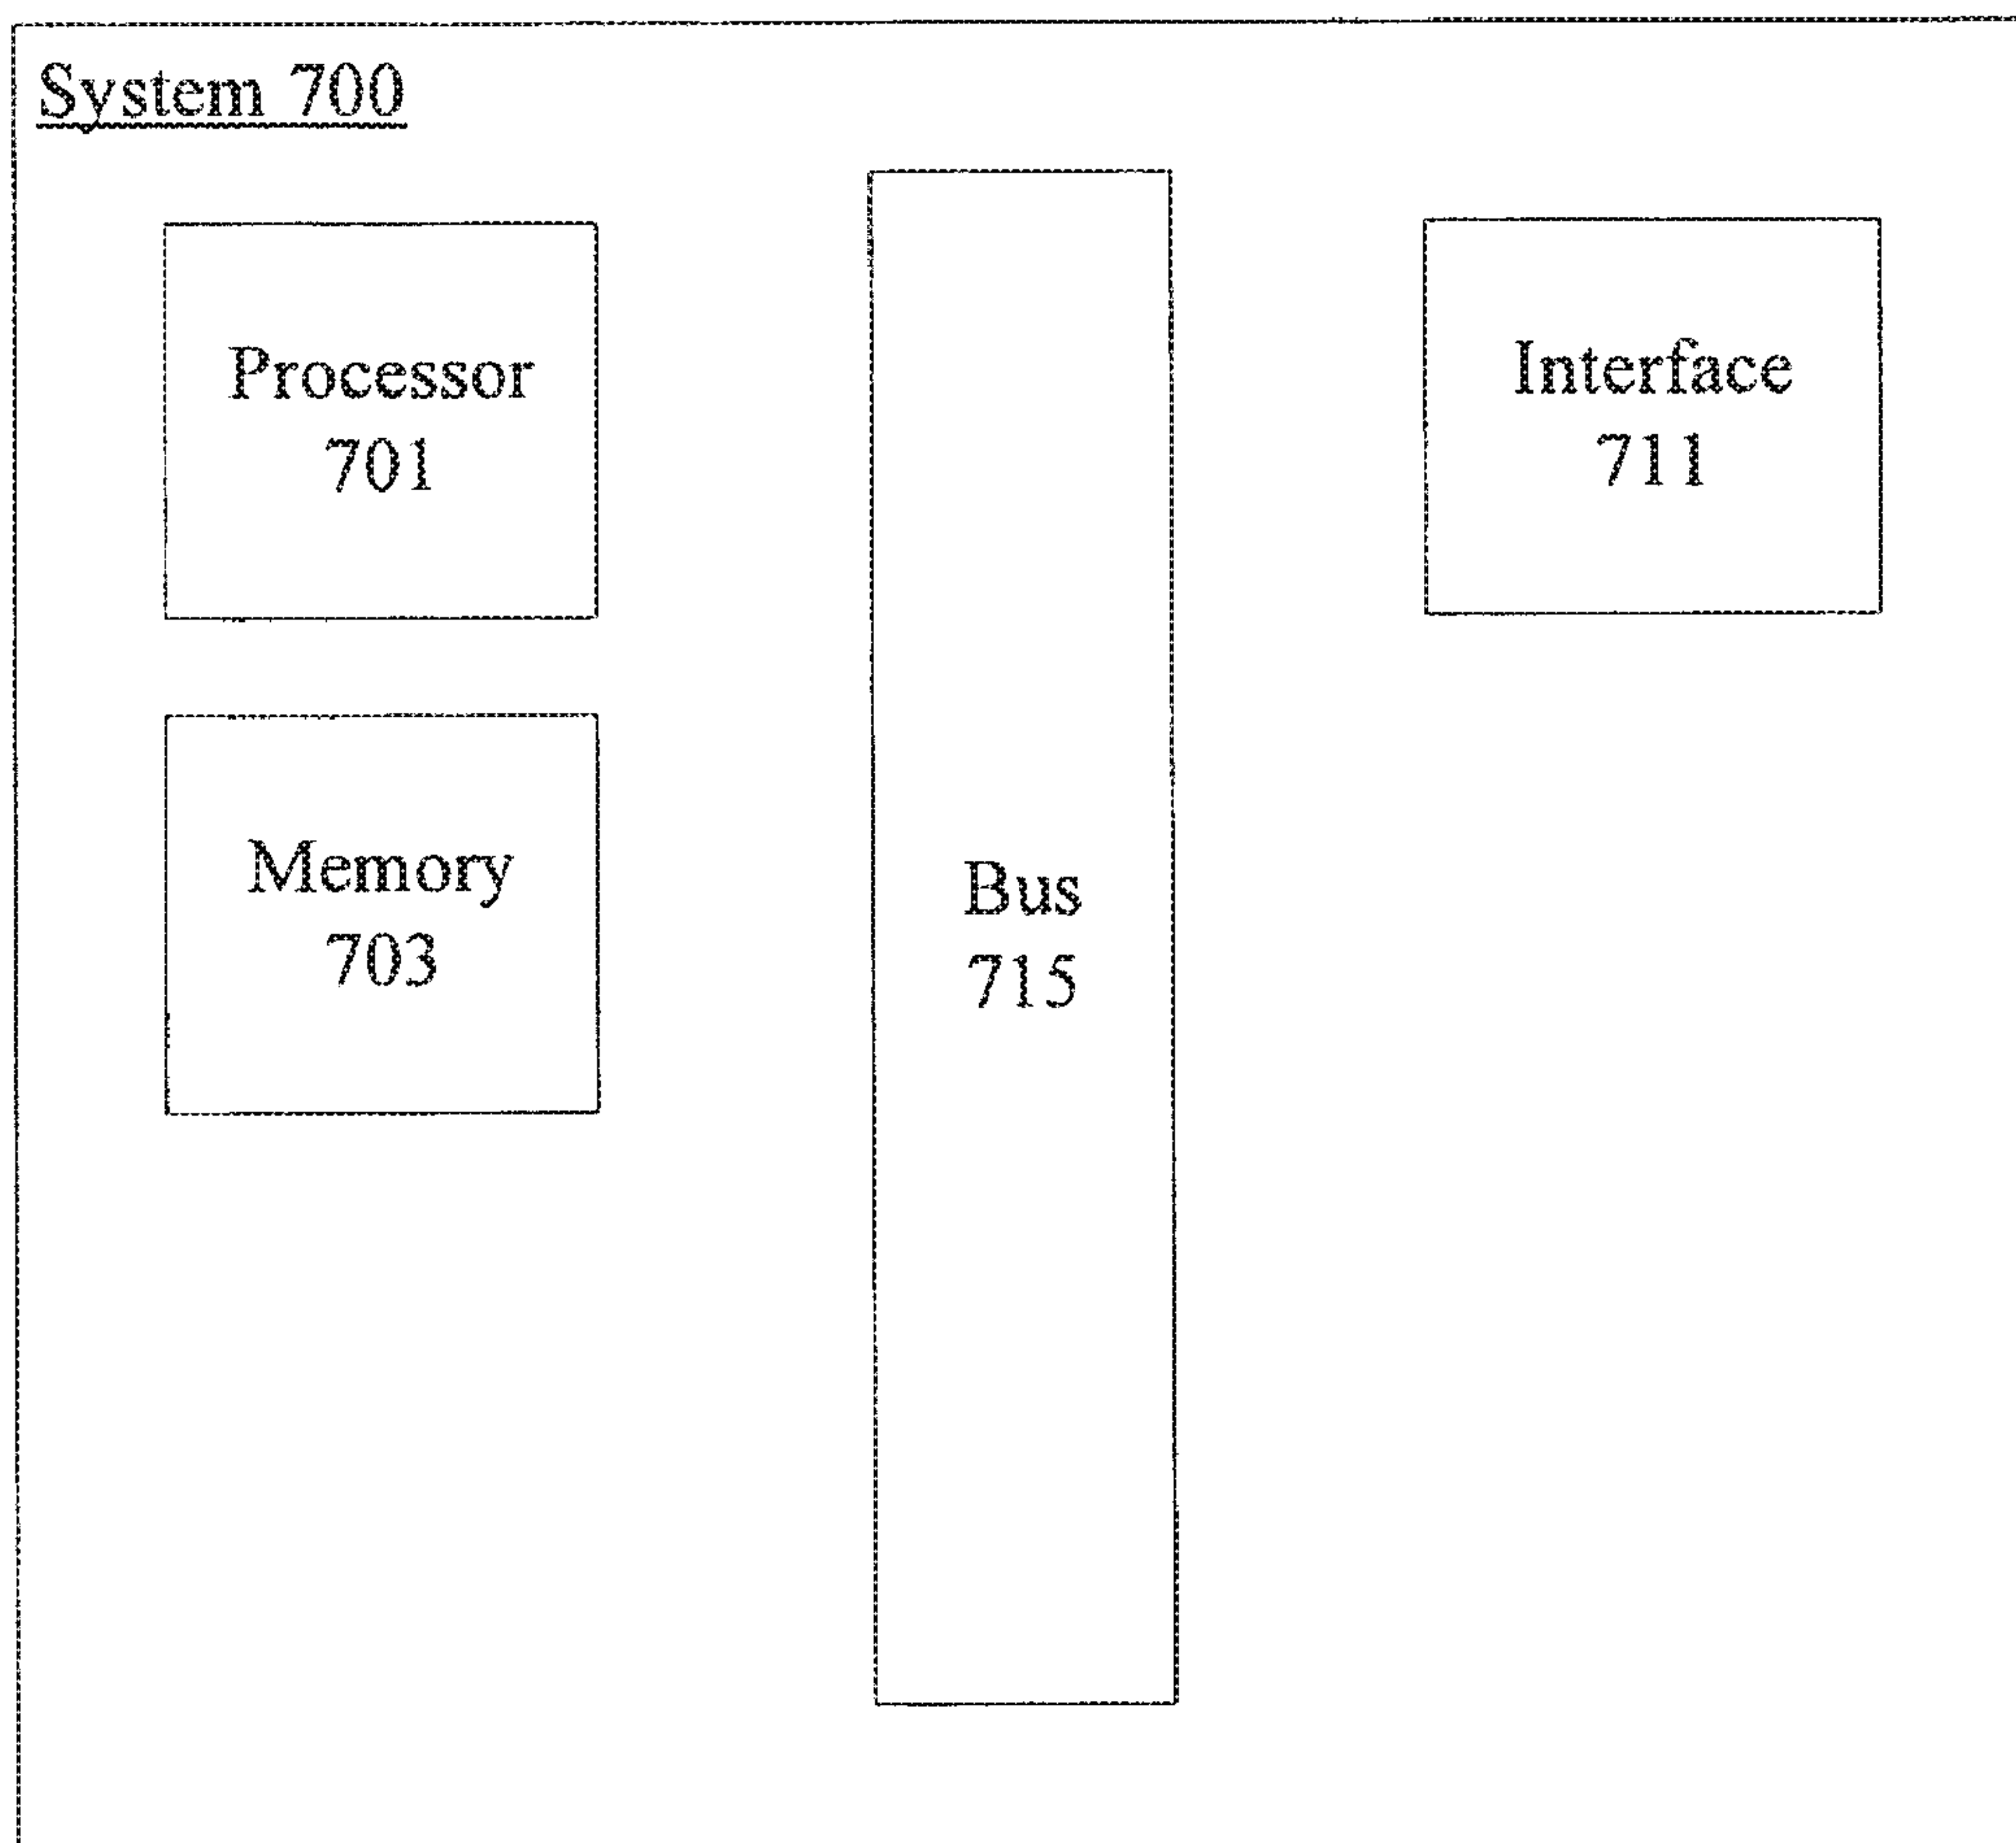 System 700
Processor
701
Interface
711
Memory
703
Bus
715